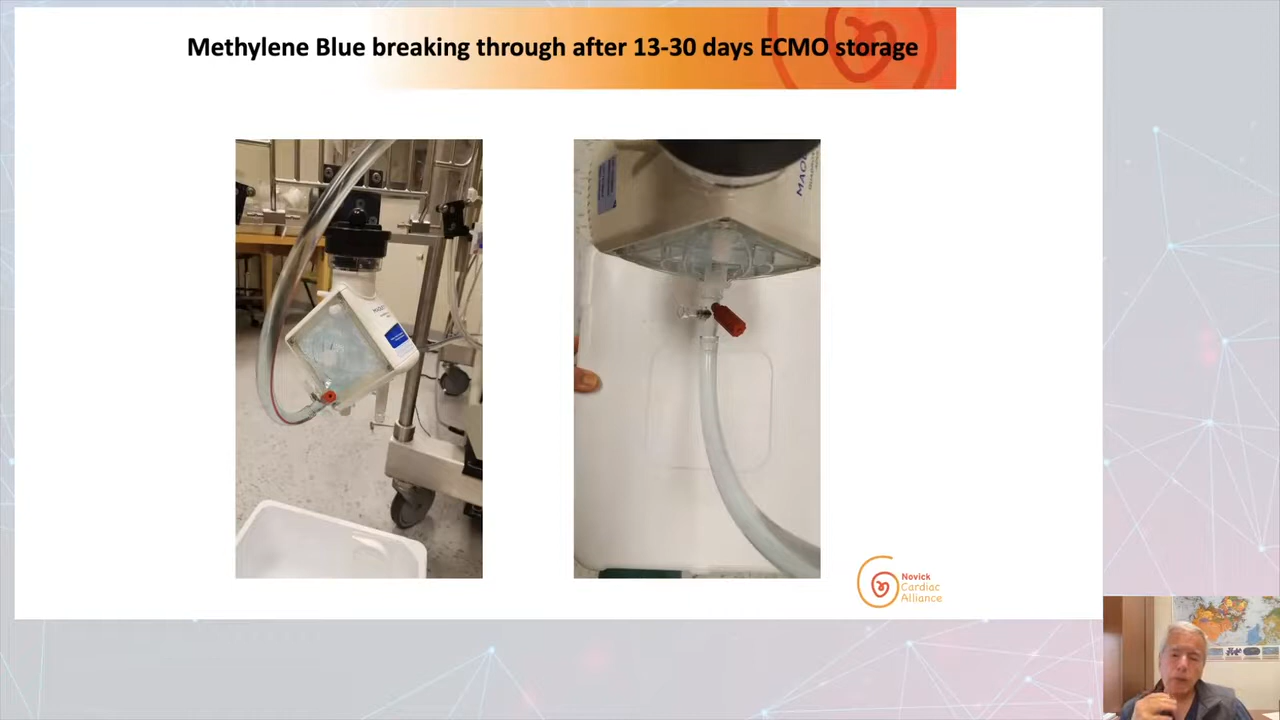 Methylene Blue breaking through after 13-30 days ECMO storage
Novick
Cardiac
Alliance